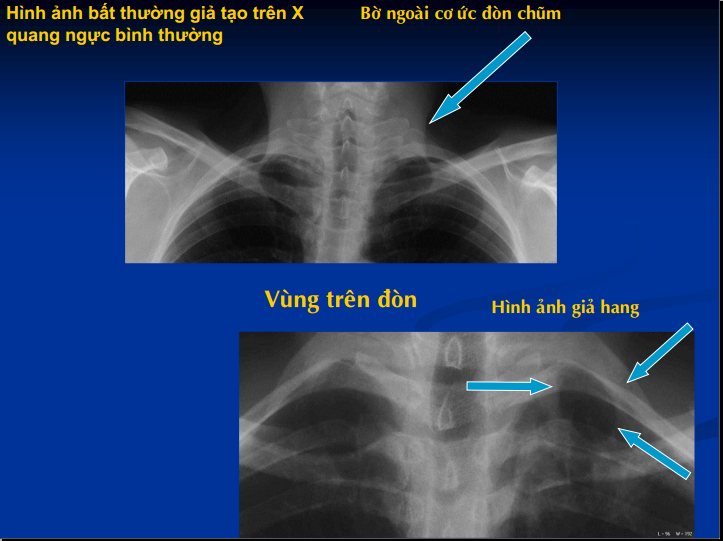 Hình ảnh bất thường giả tạo trên X
quang ngực bình thường
Bờ ngoài cơ ức đòn chũm
Vùng trên đòn
Hình ảnh giả hang